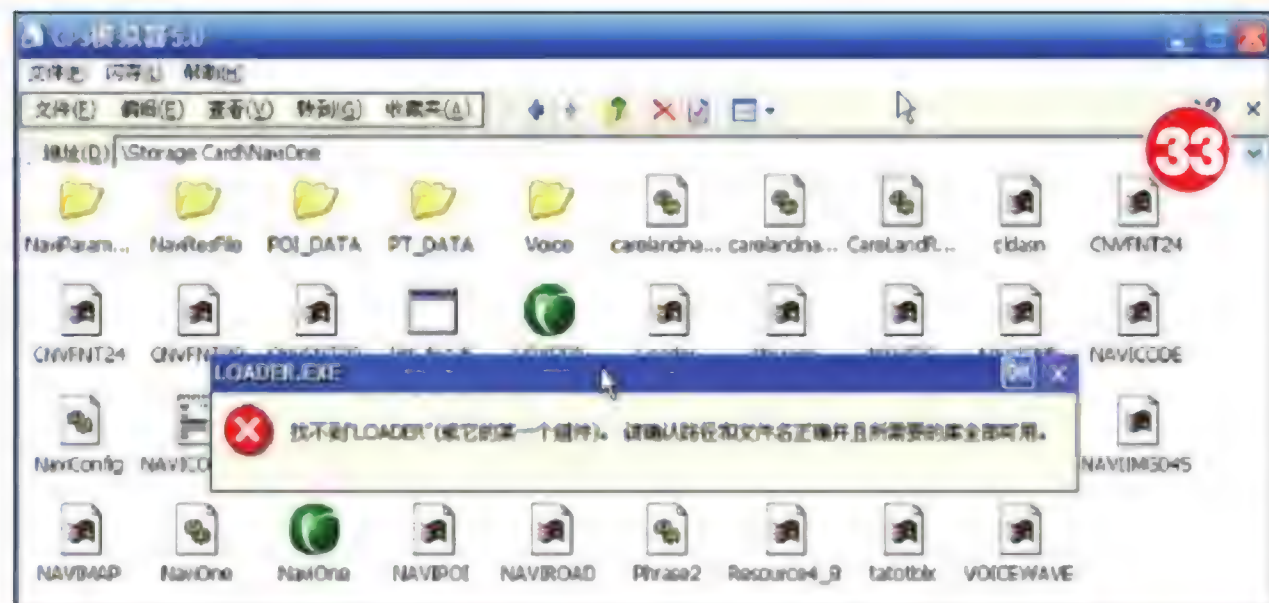 GPS模拟器5.0
文件(F) 闪存(L) 帮助(H)
文件(F) 编辑(E) 查看(V) 转到(G) 收藏夹(A)
33
地址(D) \Storage Card\NaviOne
NaviParam... NaviResFile POI_DATA PT_DATA Voice carelandna... carelandna... CareLandR... cldasn CNVFNT24
CNVFNT24 NAVICODE
LOADER.EXE OK
找不到"LOADER"(或它的某一个组件)。请确认路径和文件名正确并且所需要的库全部可用。
NaviConfig NAVIIMG045
NAVIMAP NaviOne NaviOne NAVIPOI NAVIROAD Phrase2 Resource4_8 VOICEWAVE